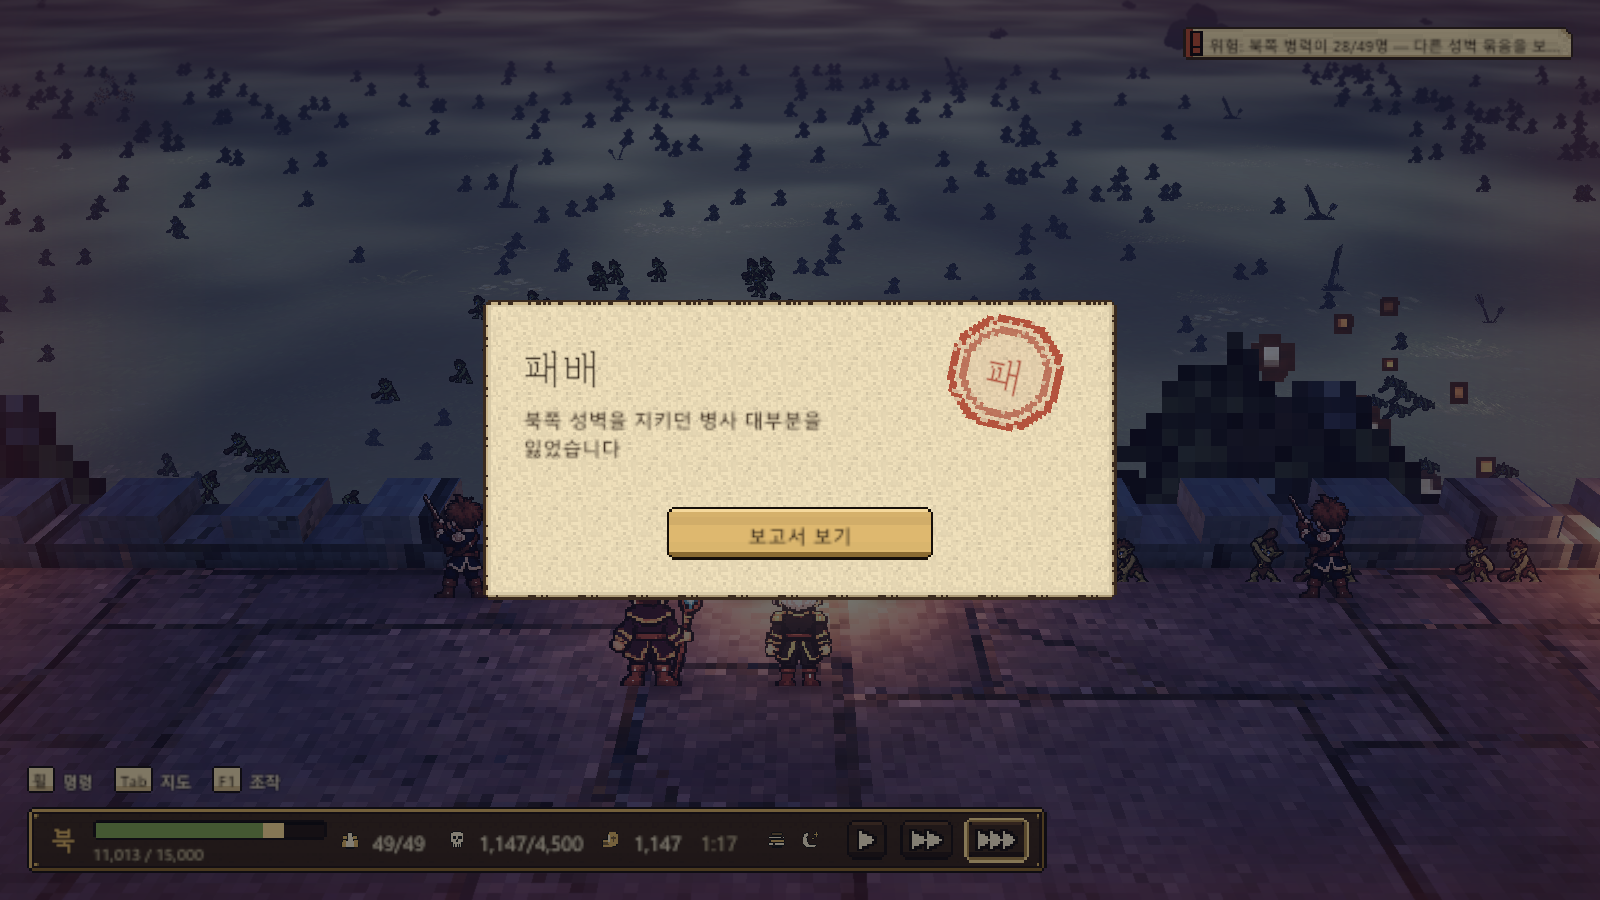 위험: 북쪽 병력이 28/49명 — 다른 성벽 묶음을 보...
패배
패
북쪽 성벽을 지키던 병사 대부분을
잃었습니다
보고서 보기
휠 명령 Tab 지도 F1 조작
북 49/49 1,147/4,500 1,147 1:17
11,013 / 15,000